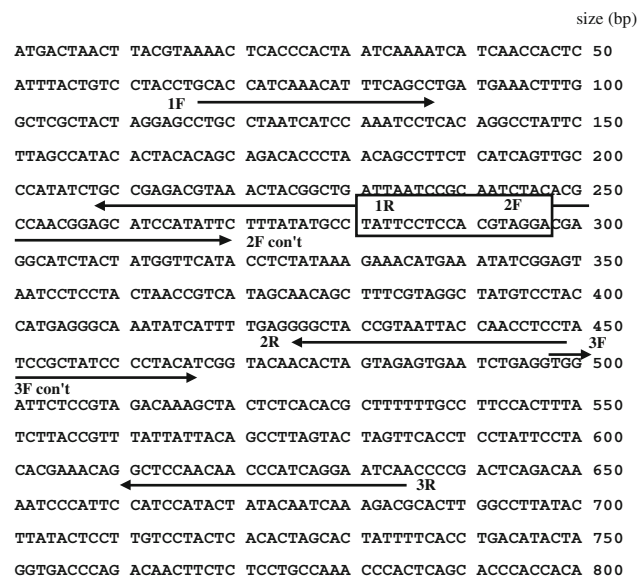 size (bp)
ATGACTAACT TACGTAAAAC TCACCCACTA ATCAAAATCA TCAACCACTC 50
ATTTACTGTC CTACCTGCAC CATCAAACAT TTCAGCCTGA TGAAACTTTG 100
1F
GCTCGCTACT AGGAGCCTGC CTAATCATCC AAATCCTCAC AGGCCTATTC 150
TTAGCCATAC ACTACACAGC AGACACCCTA ACAGCCTTCT CATCAGTTGC 200
CCATATCTGC CGAGACGTAA ACTACGGCTG ATTAATCCGC AATCTACACG 250
1R 2F
CCAACGGAGC ATCCATATTC TTTATATGCC TATTCCTCCA CGTAGGACGA 300
2F con't
GGCATCTACT ATGGTTCATA CCTCTATAAA GAAACATGAA ATATCGGAGT 350
AATCCTCCTA CTAACCGTCA TAGCAACAGC TTTCGTAGGC TATGTCCTAC 400
CATGAGGGCA AATATCATTT TGAGGGGCTA CCGTAATTAC CAACCTCCTA 450
2R 3F
TCCGCTATCC CCTACATCGG TACAACACTA GTAGAGTGAA TCTGAGGTGG 500
3F con't
ATTCTCCGTA GACAAAGCTA CTCTCACACG CTTTTTTGCC TTCCACTTTA 550
TCTTACCGTT TATTATTACA GCCTTAGTAC TAGTTCACCT CCTATTCCTA 600
CACGAAACAG GCTCCAACAA CCCATCAGGA ATCAACCCCG ACTCAGACAA 650
3R
AATCCCATTC CATCCATACT ATACAATCAA AGACGCACTT GGCCTTATAC 700
TTATACTCCT TGTCCTACTC ACACTAGCAC TATTTTCACC TGACATACTA 750
GGTGACCCAG ACAACTTCTC TCCTGCCAAA CCCACTCAGC ACCCACCACTA 800